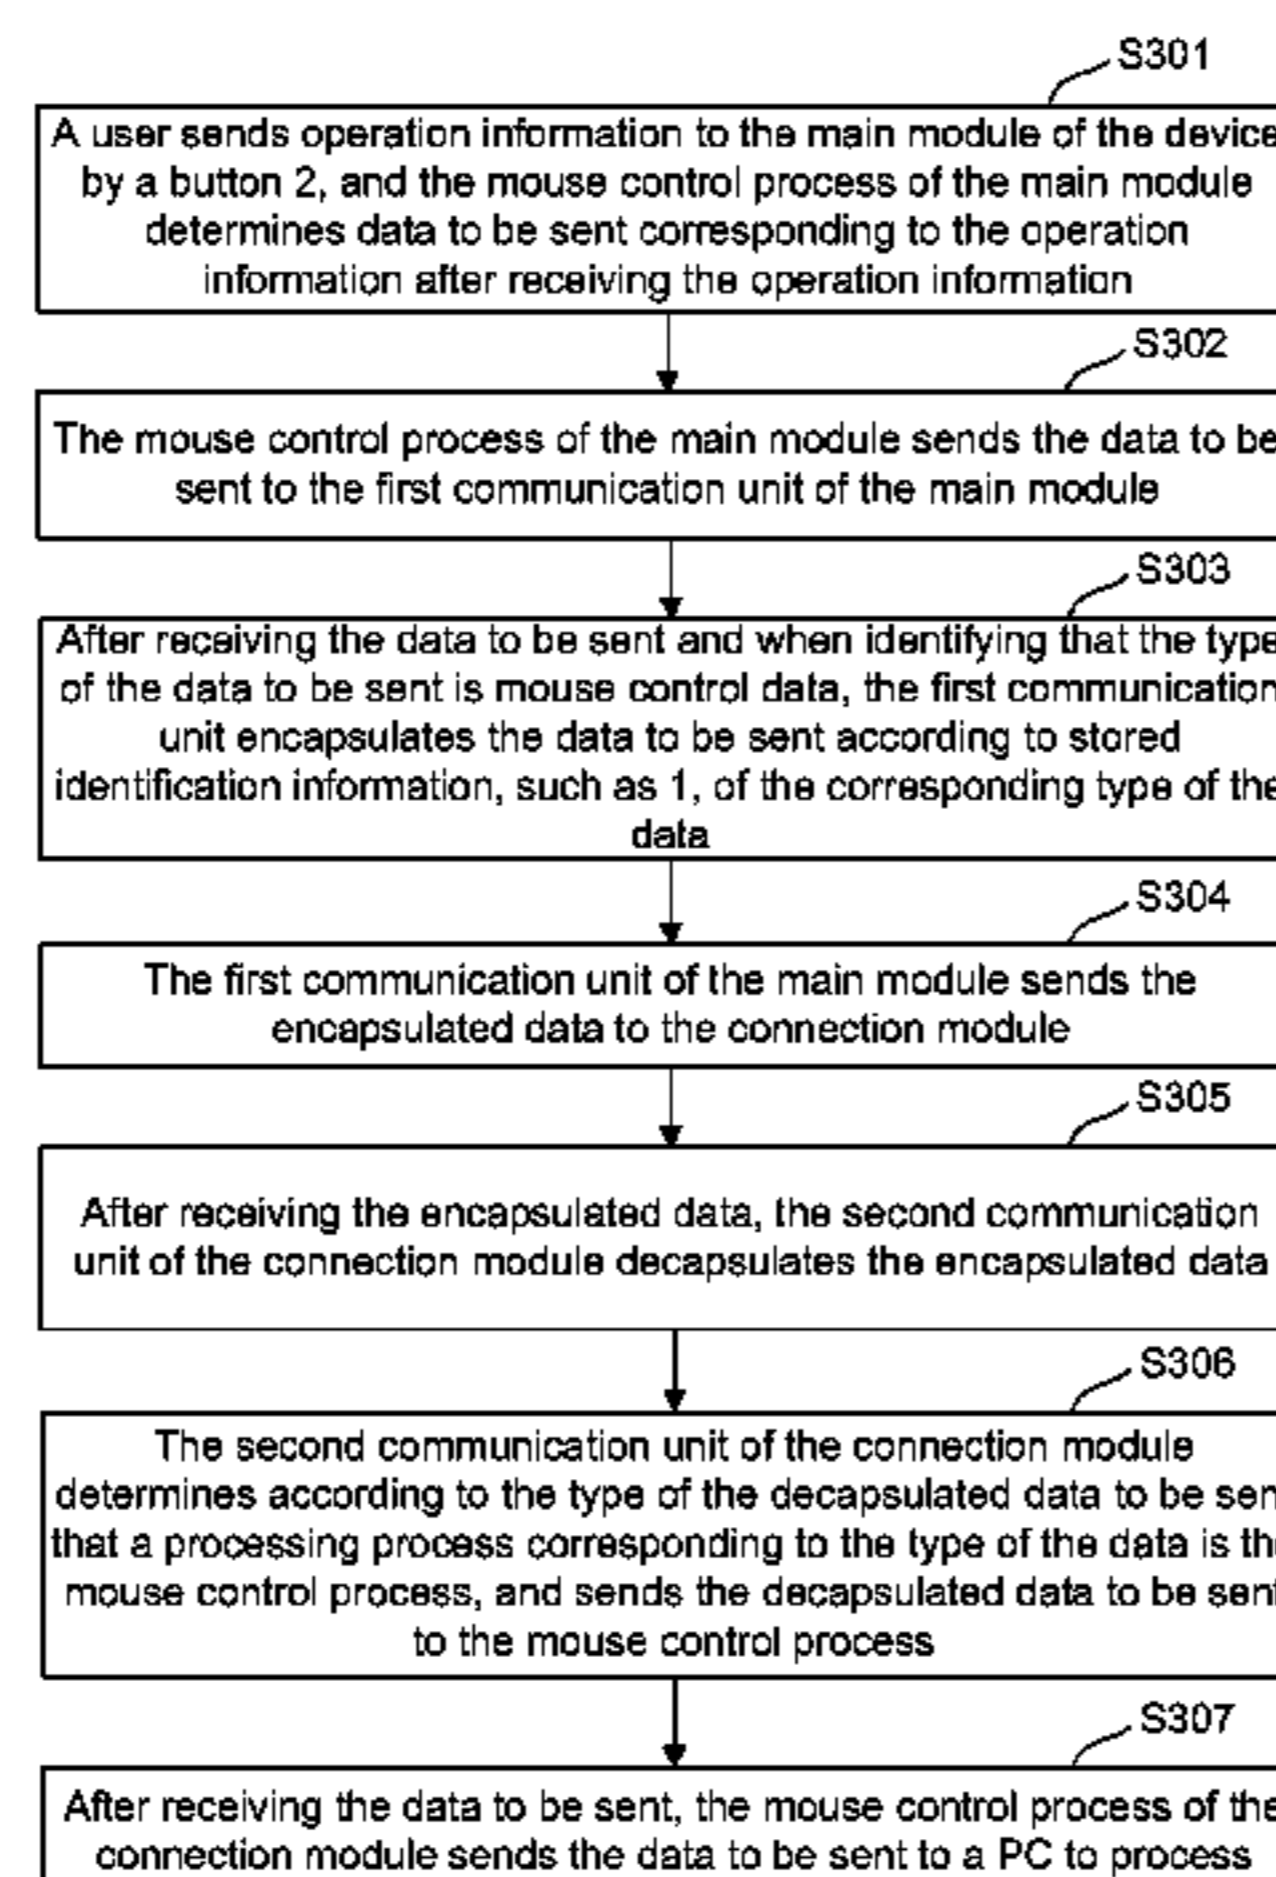 S301
A user sends operation information to the main module of the device
by a button 2, and the mouse control process of the main module
determines data to be sent corresponding to the operation
information after receiving the operation information
S302
The mouse control process of the main module sends the data to be
sent to the first communication unit of the main module
S303
After receiving the data to be sent and when identifying that the type
of the data to be sent is mouse control data, the first communication
unit encapsulates the data to be sent according to stored
identification information, such as 1, of the corresponding type of the
data
S304
The first communication unit of the main module sends the
encapsulated data to the connection module
S305
After receiving the encapsulated data, the second communication
unit of the connection module decapsulates the encapsulated data
S306
The second communication unit of the connection module
determines according to the type of the decapsulated data to be sen
that a processing process corresponding to the type of the data is the
mouse control process, and sends the decapsulated data to be sent
to the mouse control process
S307
After receiving the data to be sent, the mouse control process of the
connection module sends the data to be sent to a PC to process